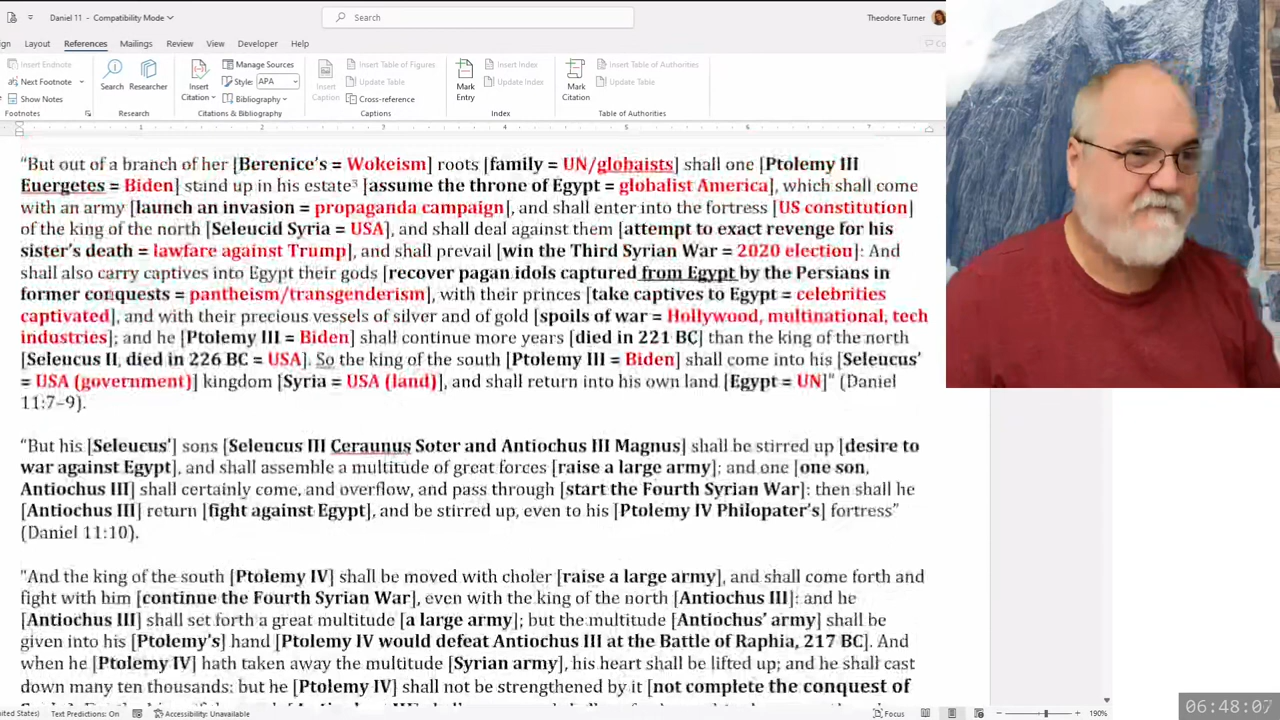 Daniel 11 - Compatibility Mode
Search
Theodore Turner
Layout References Mailings Review View Developer Help
Insert Endnote
Next Footnote
Show Notes
Footnotes
Search
Researcher
Research
Insert Citation
Manage Sources
Style: APA
Bibliography
Citations & Bibliography
Insert Caption
Insert Table of Figures
Update Table
Cross-reference
Captions
Mark Entry
Insert Index
Update Index
Index
Mark Citation
Insert Table of Authorities
Update Table
Table of Authorities
1 2 3 4 5 6 7
“But out of a branch of her [Berenice’s = Wokeism] roots [family = UN/globaists] shall one [Ptolemy III
Euergetes = Biden] stand up in his estate³ [assume the throne of Egypt = globalist America], which shall come
with an army [launch an invasion = propaganda campaign], and shall enter into the fortress [US constitution]
of the king of the north [Seleucid Syria = USA], and shall deal against them [attempt to exact revenge for his
sister’s death = lawfare against Trump], and shall prevail [win the Third Syrian War = 2020 election]: And
shall also carry captives into Egypt their gods [recover pagan idols captured from Egypt by the Persians in
former conquests = pantheism/transgenderism], with their princes [take captives to Egypt = celebrities
captivated], and with their precious vessels of silver and of gold [spoils of war = Hollywood, multinational, tech
industries]; and he [Ptolemy III = Biden] shall continue more years [died in 221 BC] than the king of the north
[Seleucus II, died in 226 BC = USA]. So the king of the south [Ptolemy III = Biden] shall come into his [Seleucus’
= USA (government)] kingdom [Syria = USA (land)], and shall return into his own land [Egypt = UN]” (Daniel
11:7–9).
“But his [Seleucus’] sons [Selencus III Ceraunus Soter and Antiochus III Magnus] shall be stirred up [desire to
war against Egypt], and shall assemble a multitude of great forces [raise a large army]; and one [one son,
Antiochus III] shall certainly come, and overflow, and pass through [start the Fourth Syrian War]: then shall he
[Antiochus III] return [fight against Egypt], and be stirred up, even to his [Ptolemy IV Philopater’s] fortress”
(Daniel 11:10).
“And the king of the south [Ptolemy IV] shall be moved with choler [raise a large army], and shall come forth and
fight with him [continue the Fourth Syrian War], even with the king of the north [Antiochus III]: and he
[Antiochus III] shall set forth a great multitude [a large army]; but the multitude [Antiochus’ army] shall be
given into his [Ptolemy’s] hand [Ptolemy IV would defeat Antiochus III at the Battle of Raphia, 217 BC]. And
when he [Ptolemy IV] hath taken away the multitude [Syrian army], his heart shall be lifted up; and he shall cast
down many ten thousands: but he [Ptolemy IV] shall not be strengthened by it [not complete the conquest of
States) Text Predictions: On Accessibility: Unavailable Focus 190%
06:48:07